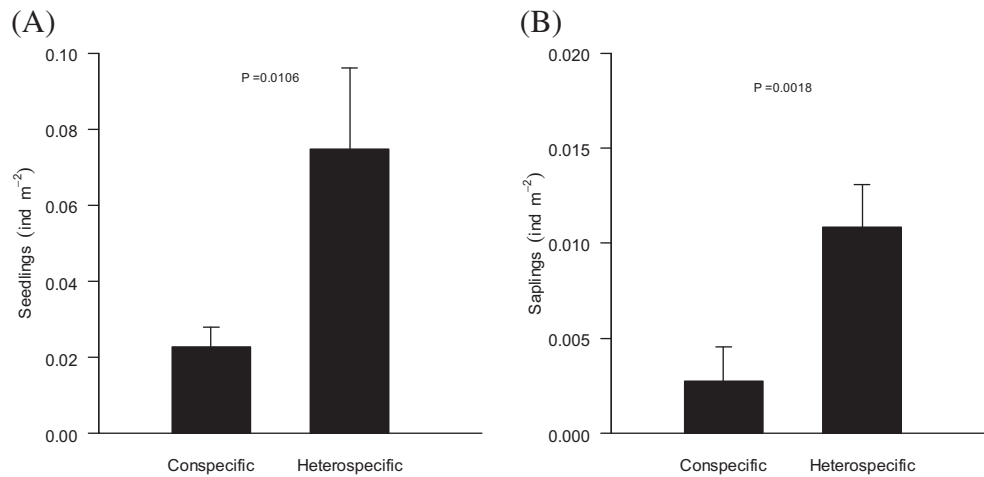 (A)
0.10
0.08
0.06
0.04
0.02
0.00
Seedlings (ind m⁻²)
P =0.0106
Conspecific
Heterospecific
(B)
0.020
0.015
0.010
0.005
0.000
Saplings (ind m⁻²)
P =0.0018
Conspecific
Heterospecific